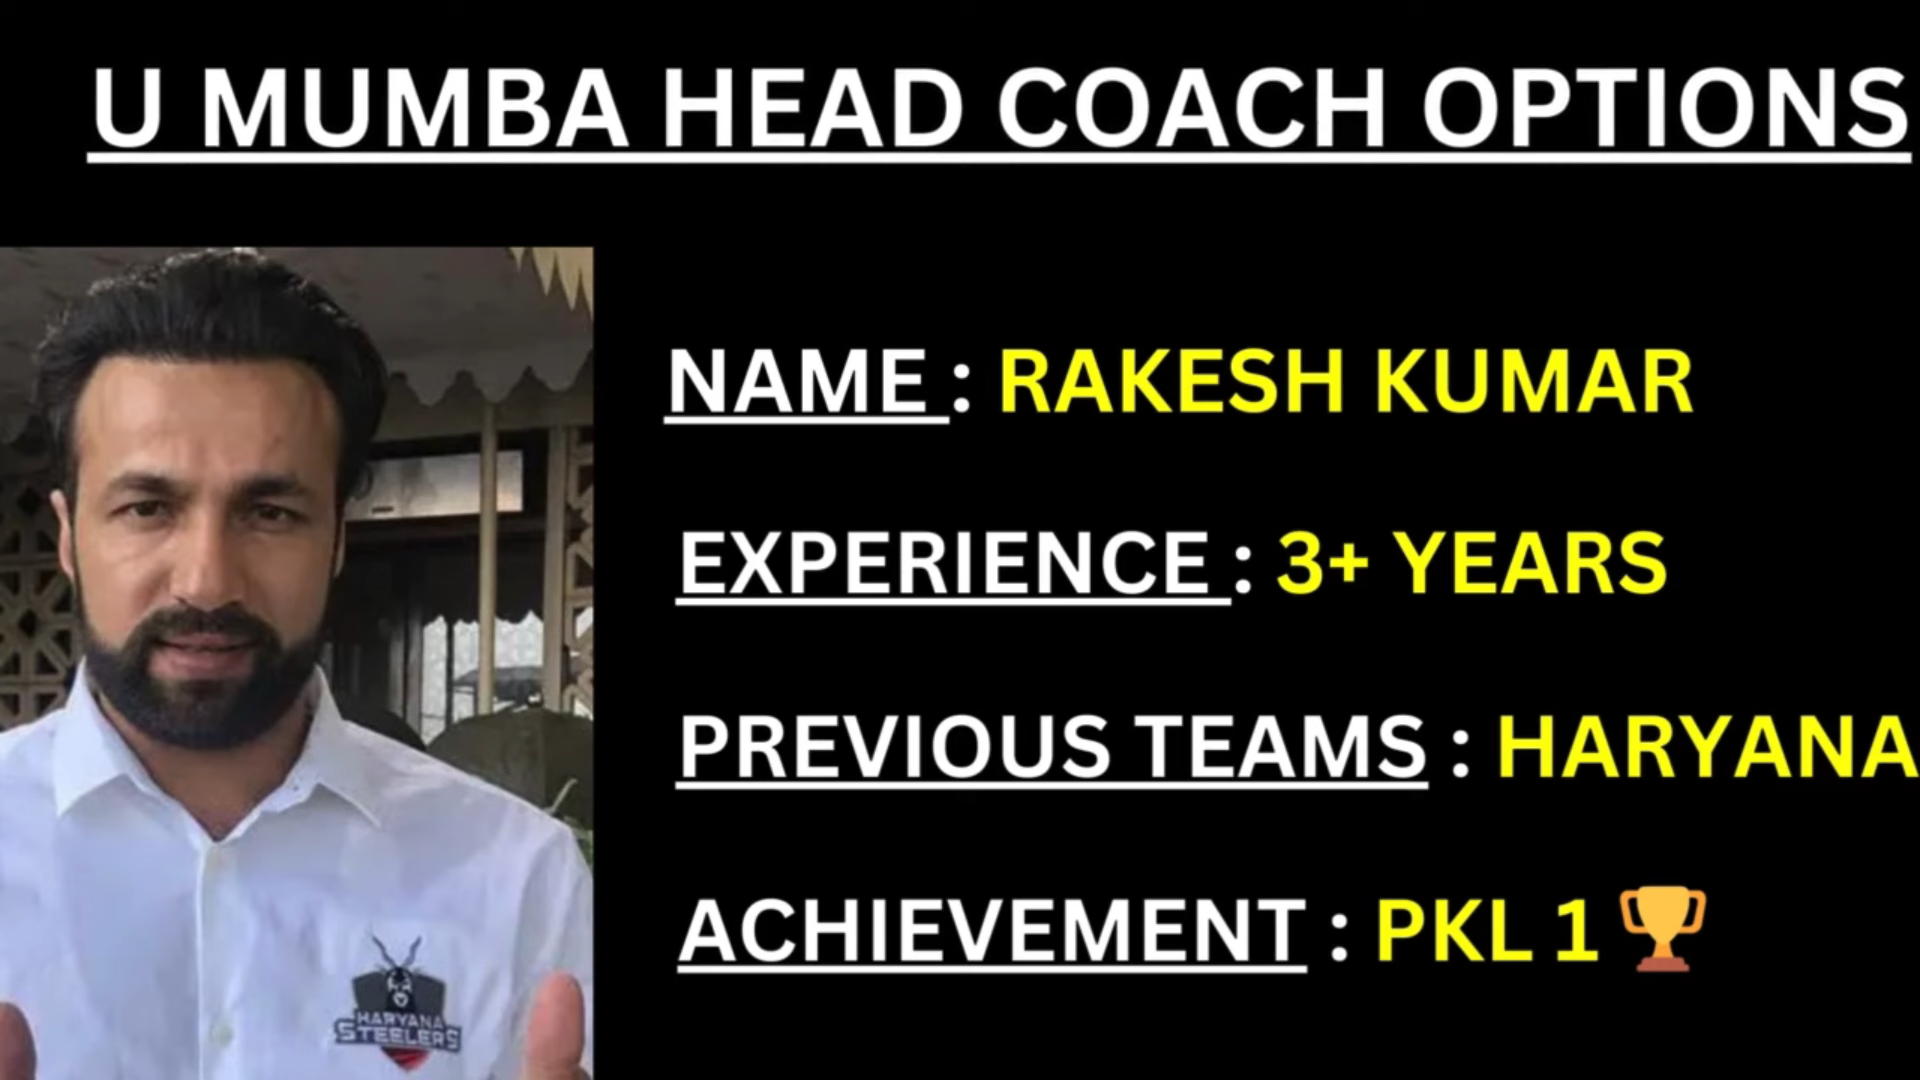 U MUMBA HEAD COACH OPTIONS
NAME : RAKESH KUMAR
EXPERIENCE : 3+ YEARS
PREVIOUS TEAMS : HARYANA
ACHIEVEMENT : PKL 1
HARYANA
STEELERS